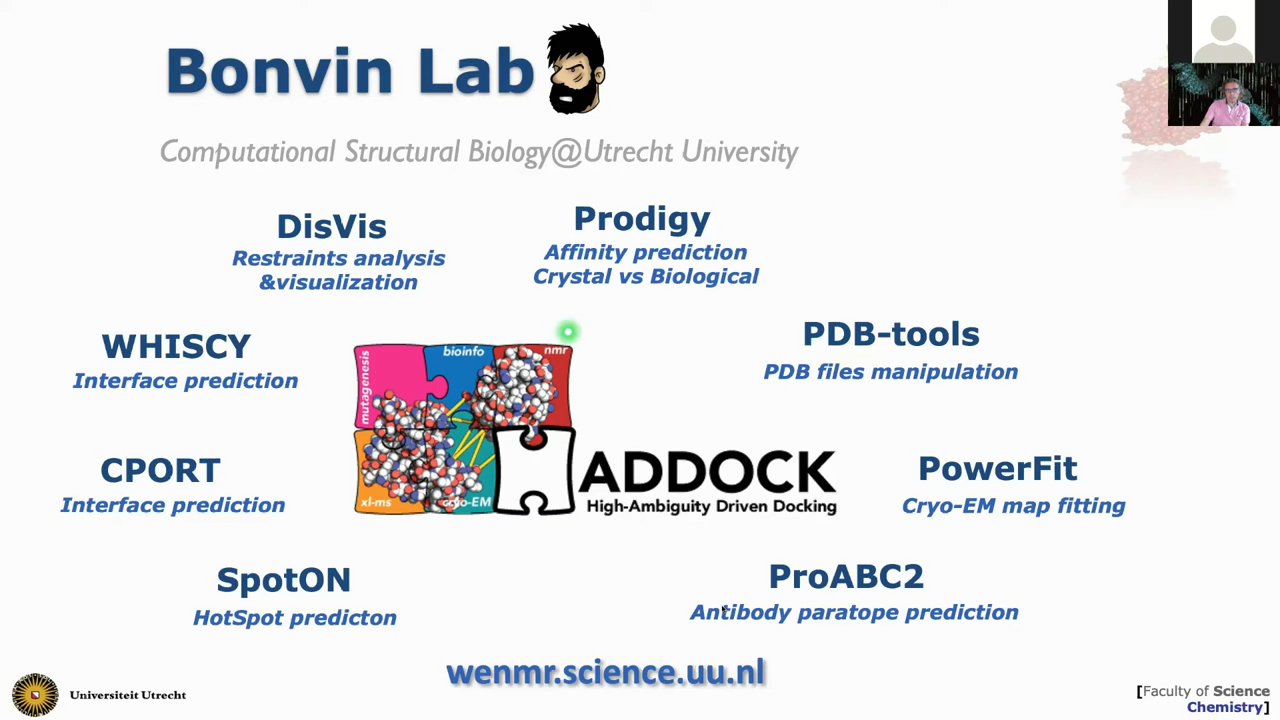 Bonvin Lab
Computational Structural Biology@Utrecht University
DisVis
Restraints analysis
&visualization
Prodigy
Affinity prediction
Crystal vs Biological
WHISCY
Interface prediction
PDB-tools
PDB files manipulation
mutagenesis
bioinfo
nmr
xl-ms
cryo-EM
ADDOCK
High-Ambiguity Driven Docking
CPORT
Interface prediction
PowerFit
Cryo-EM map fitting
SpotON
HotSpot predicton
ProABC2
Antibody paratope prediction
wenmr.science.uu.nl
Universiteit Utrecht
[Faculty of Science
Chemistry]